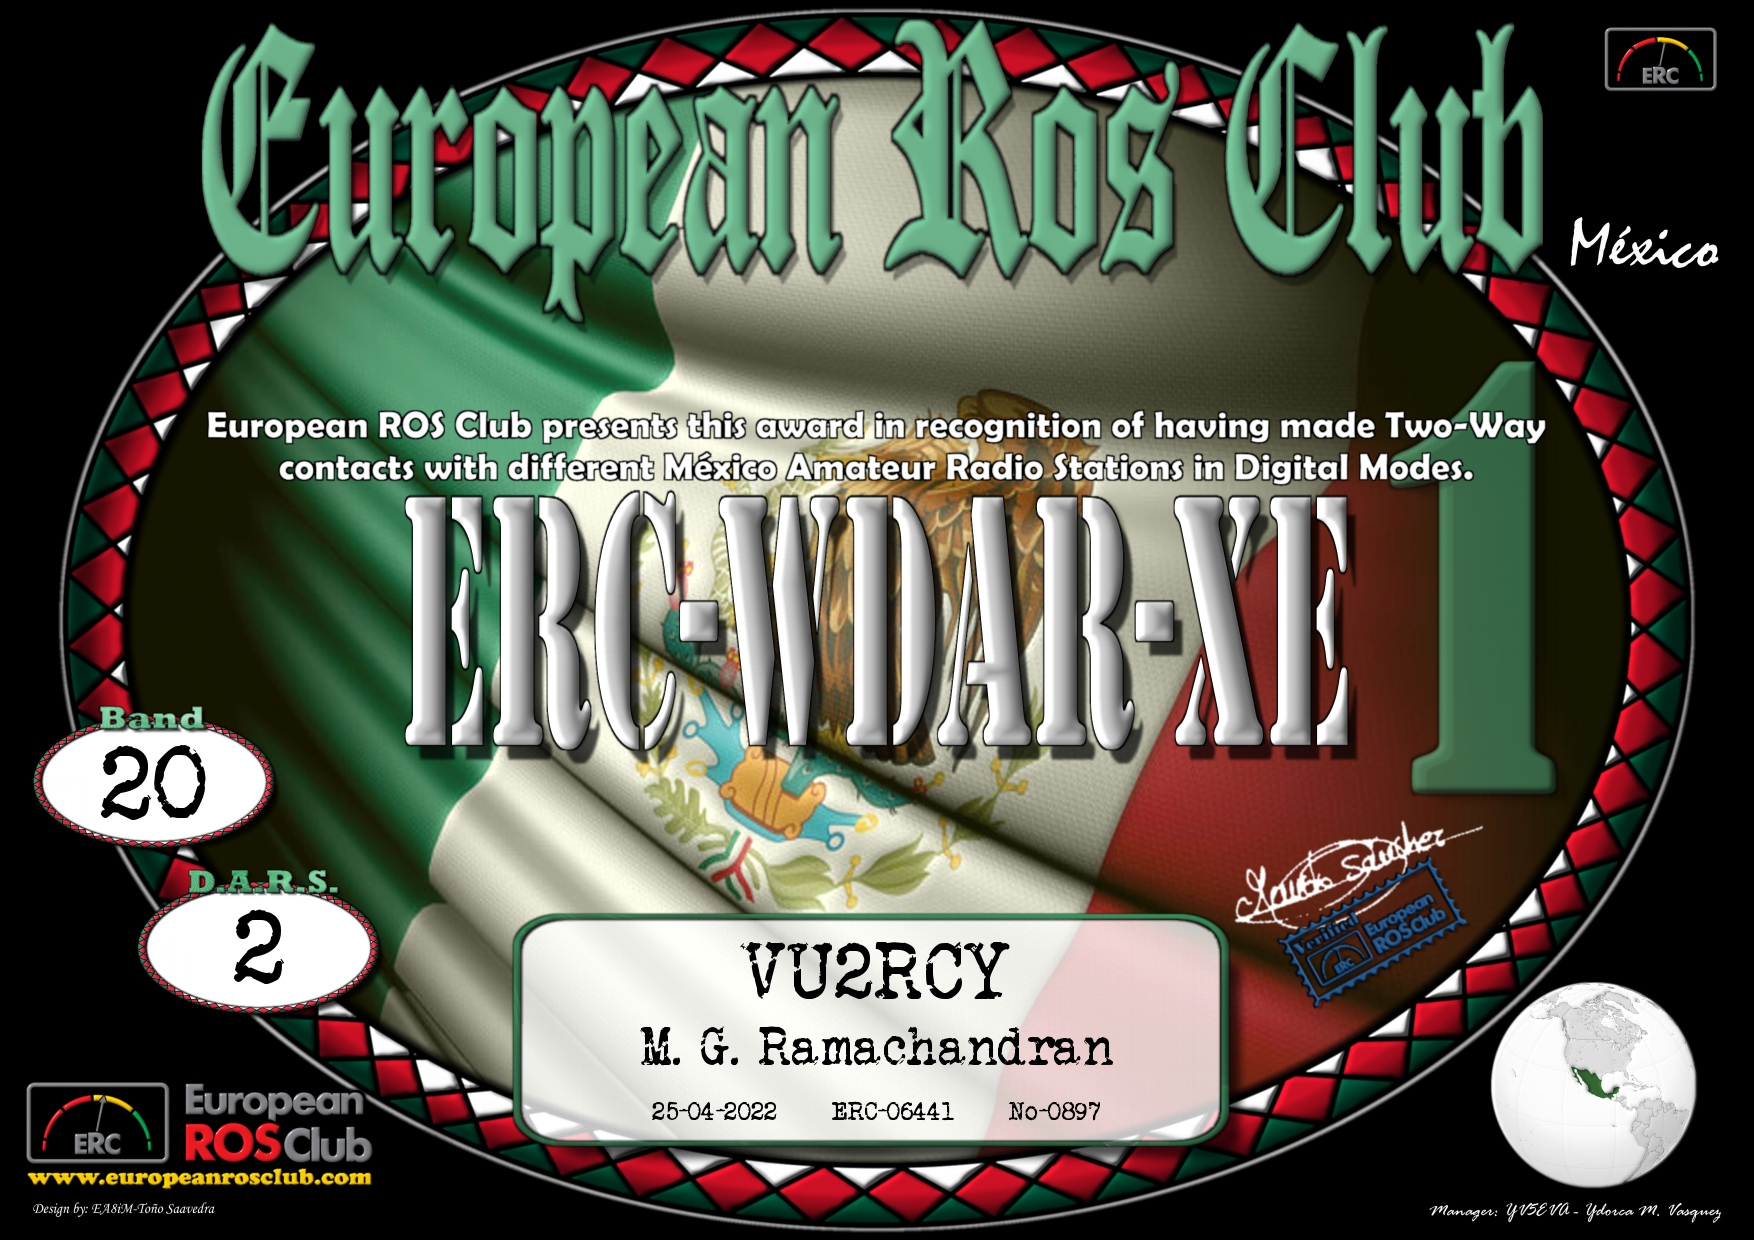 European Ros Club
ERC
México
European ROS Club presents this award in recognition of having made Two-Way
contacts with different México Amateur Radio Stations in Digital Modes.
ERC-WDAR-XE 1
Band
20
D.A.R.S.
2
Verified
European
ROSClub
ERC
VU2RCY
M. G. Ramachandran
25-04-2022 ERC-06441 No-0897
ERC
European
ROSClub
www.europeanrosclub.com
Design by: EA8iM-Toño Saavedra
Manager: YV5EVA - Ydorca M. Vasquez